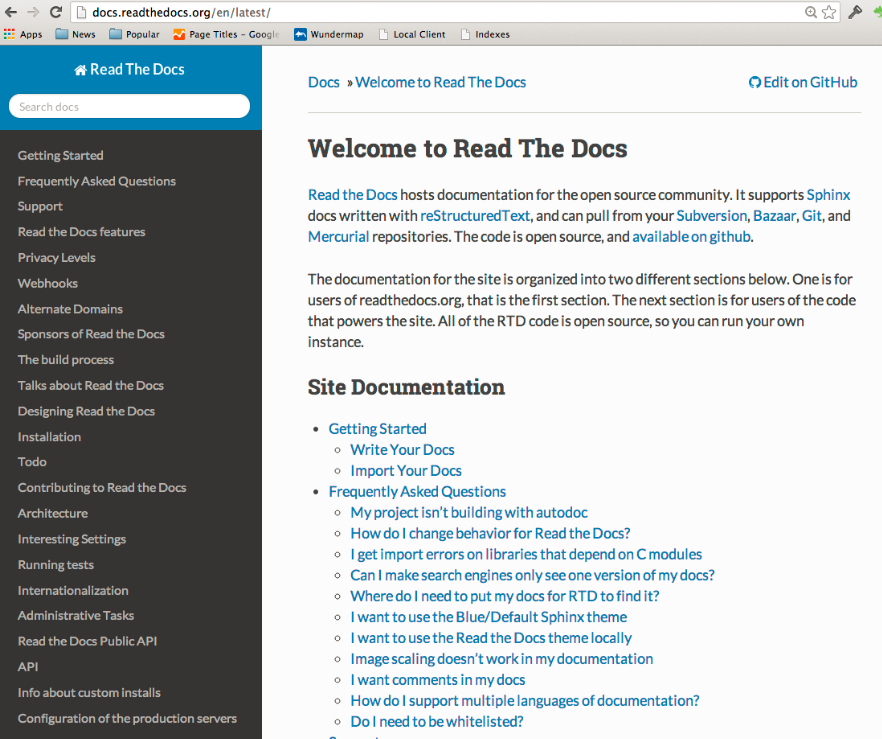 docs.readthedocs.org/en/latest/
Apps News Popular Page Titles – Google Wundermap Local Client Indexes
Read The Docs
Search docs
Getting Started
Frequently Asked Questions
Support
Read the Docs features
Privacy Levels
Webhooks
Alternate Domains
Sponsors of Read the Docs
The build process
Talks about Read the Docs
Designing Read the Docs
Installation
Todo
Contributing to Read the Docs
Architecture
Interesting Settings
Running tests
Internationalization
Administrative Tasks
Read the Docs Public API
API
Info about custom installs
Configuration of the production servers
Docs » Welcome to Read The Docs Edit on GitHub
Welcome to Read The Docs
Read the Docs hosts documentation for the open source community. It supports Sphinx
docs written with reStructuredText, and can pull from your Subversion, Bazaar, Git, and
Mercurial repositories. The code is open source, and available on github.
The documentation for the site is organized into two different sections below. One is for
users of readthedocs.org, that is the first section. The next section is for users of the code
that powers the site. All of the RTD code is open source, so you can run your own
instance.
Site Documentation
• Getting Started
◦ Write Your Docs
◦ Import Your Docs
• Frequently Asked Questions
◦ My project isn't building with autodoc
◦ How do I change behavior for Read the Docs?
◦ I get import errors on libraries that depend on C modules
◦ Can I make search engines only see one version of my docs?
◦ Where do I need to put my docs for RTD to find it?
◦ I want to use the Blue/Default Sphinx theme
◦ I want to use the Read the Docs theme locally
◦ Image scaling doesn't work in my documentation
◦ I want comments in my docs
◦ How do I support multiple languages of documentation?
◦ Do I need to be whitelisted?